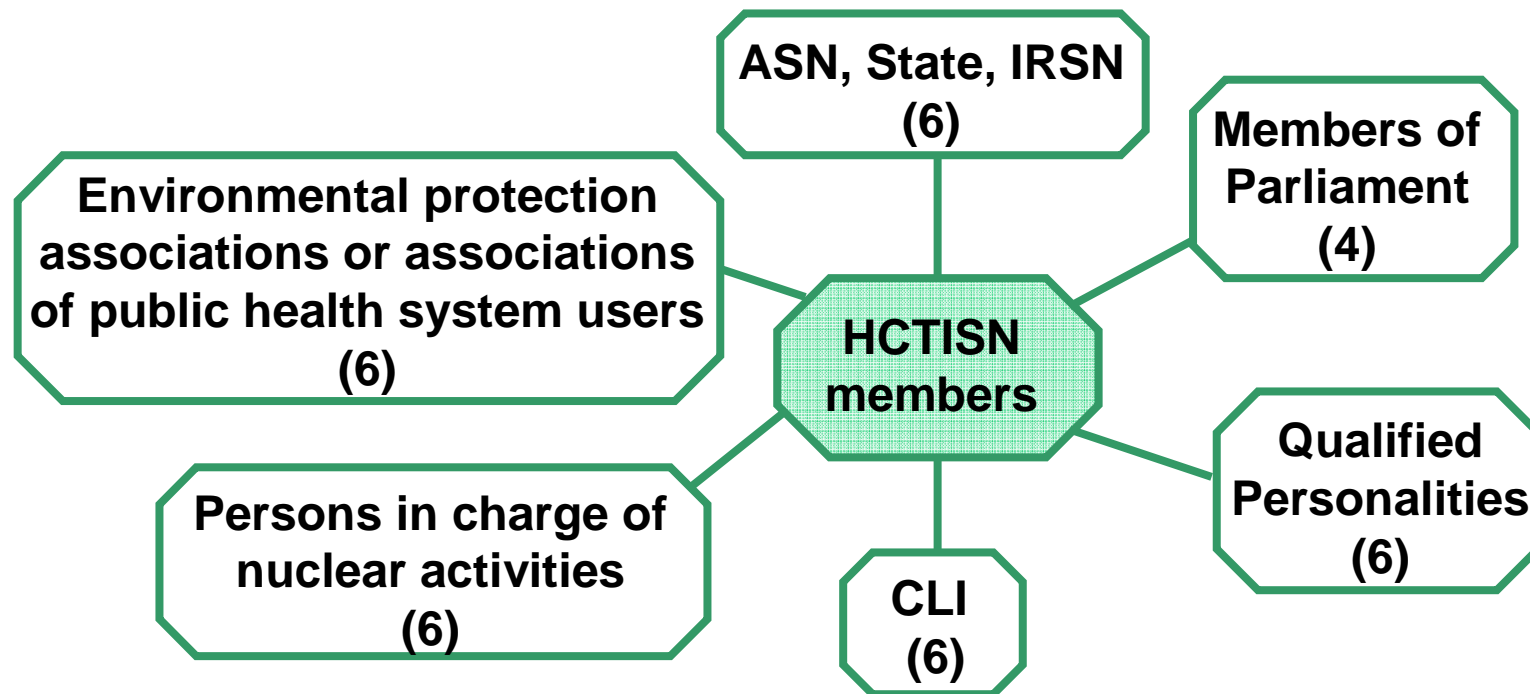 ASN, State, IRSN
(6)
Members of
Parliament
(4)
Environmental protection
associations or associations
of public health system users
(6)
HCTISN
members
Qualified
Personalities
(6)
Persons in charge of
nuclear activities
(6)
CLI
(6)